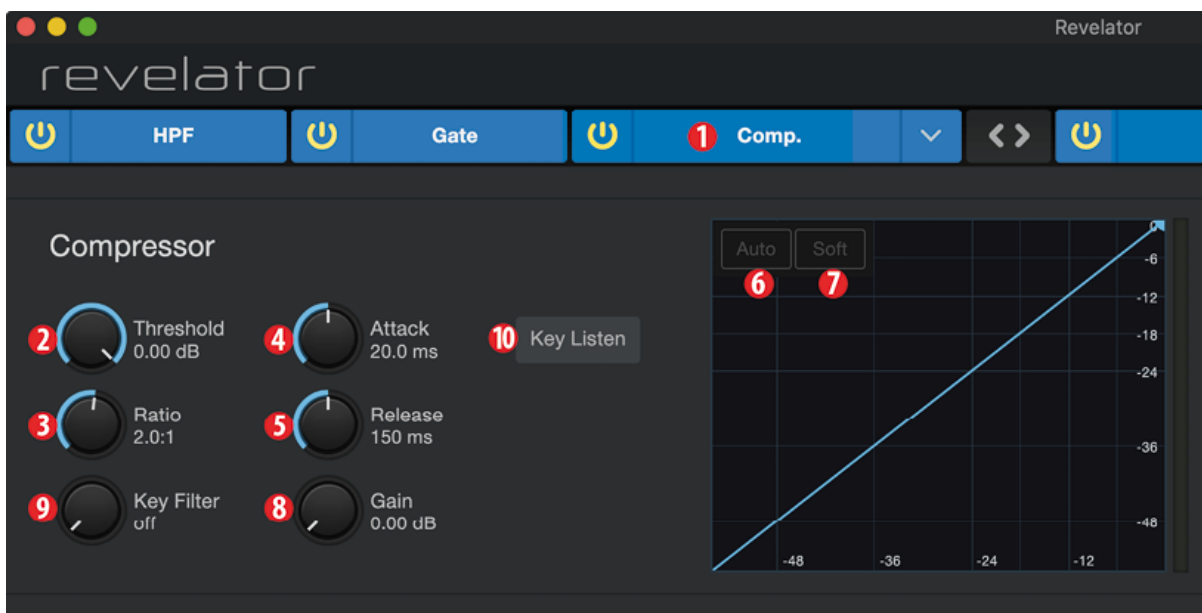 Revelator
revelator
HPF
Gate
1 Comp.
Compressor
2 Threshold
0.00 dB
4 Attack
20.0 ms
10 Key Listen
3 Ratio
2.0:1
5 Release
150 ms
9 Key Filter
off
8 Gain
0.00 dB
Auto
Soft
6
7
0
-6
-12
-18
-24
-36
-48
-48
-36
-24
-12